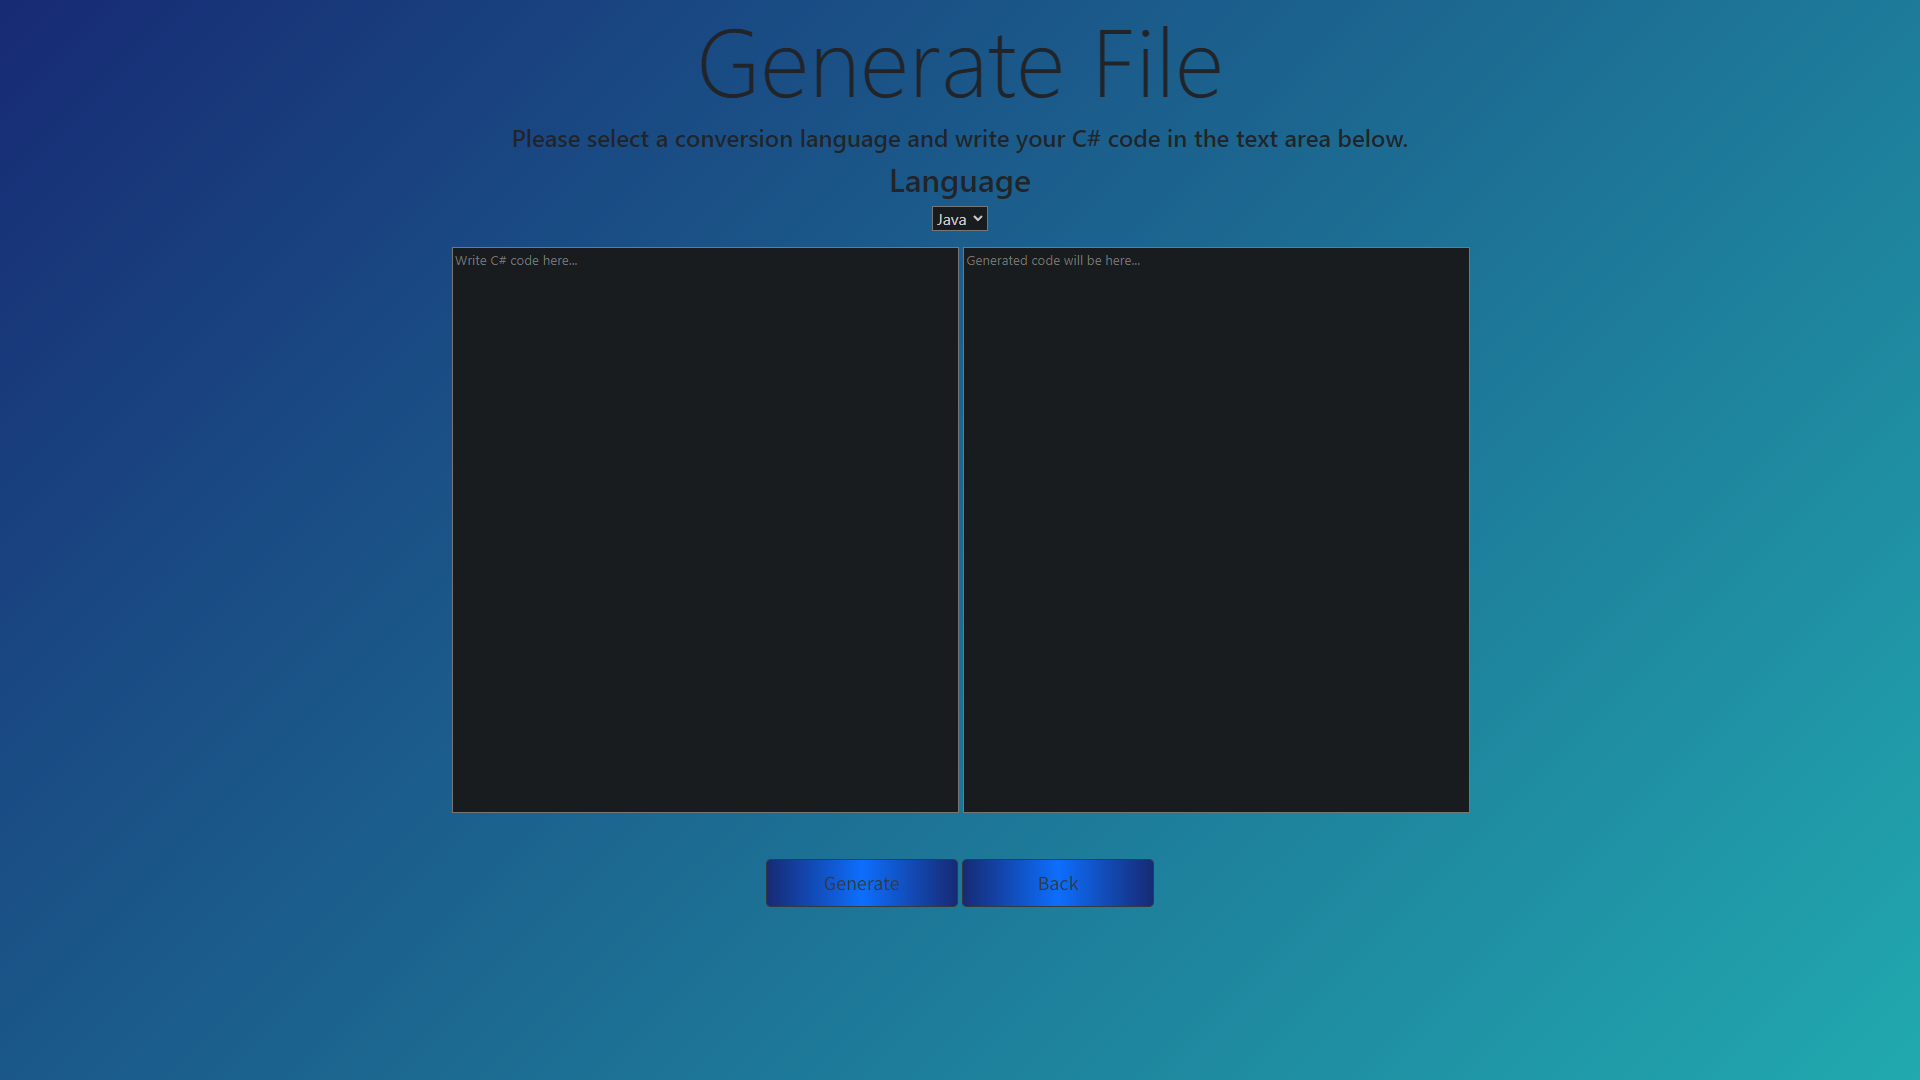 Generate File
Please select a conversion language and write your C# code in the text area below.
Language
Java
Write C# code here...
Generated code will be here...
Generate
Back